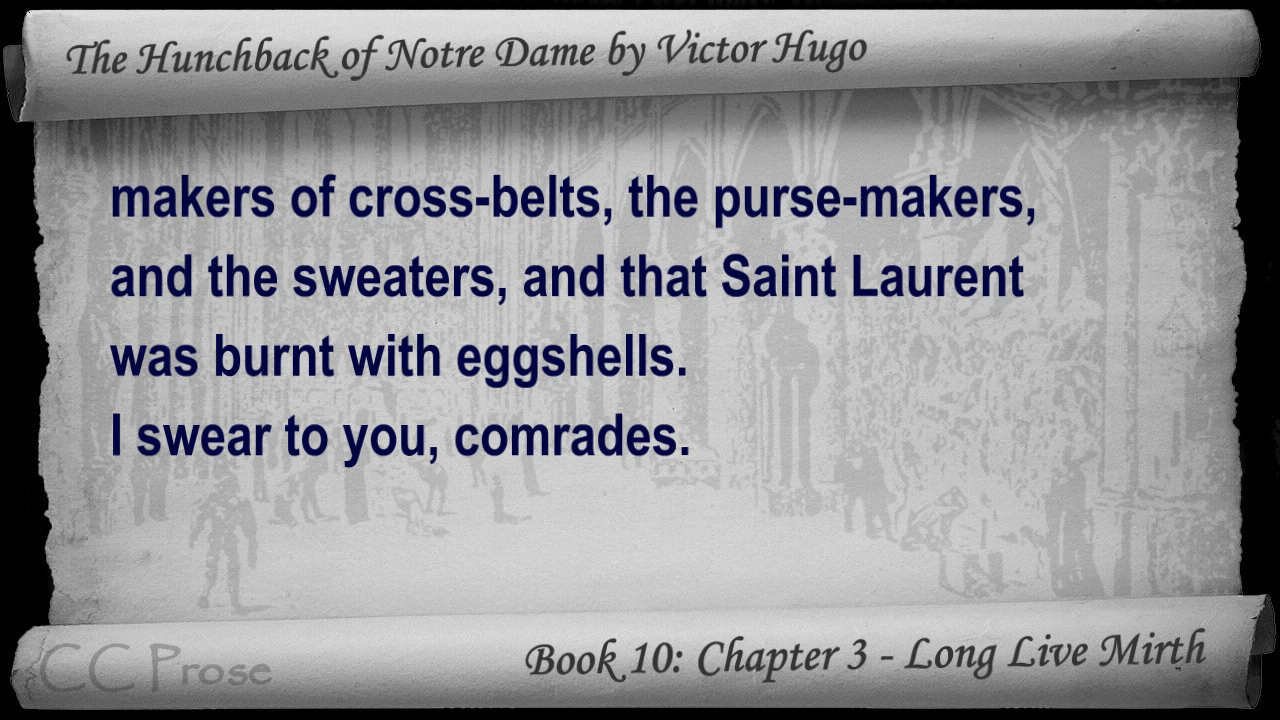 The Hunchback of Notre Dame by Victor Hugo
makers of cross-belts, the purse-makers,
and the sweaters, and that Saint Laurent
was burnt with eggshells.
I swear to you, comrades.
CC Prose
Book 10: Chapter 3 - Long Live Mirth